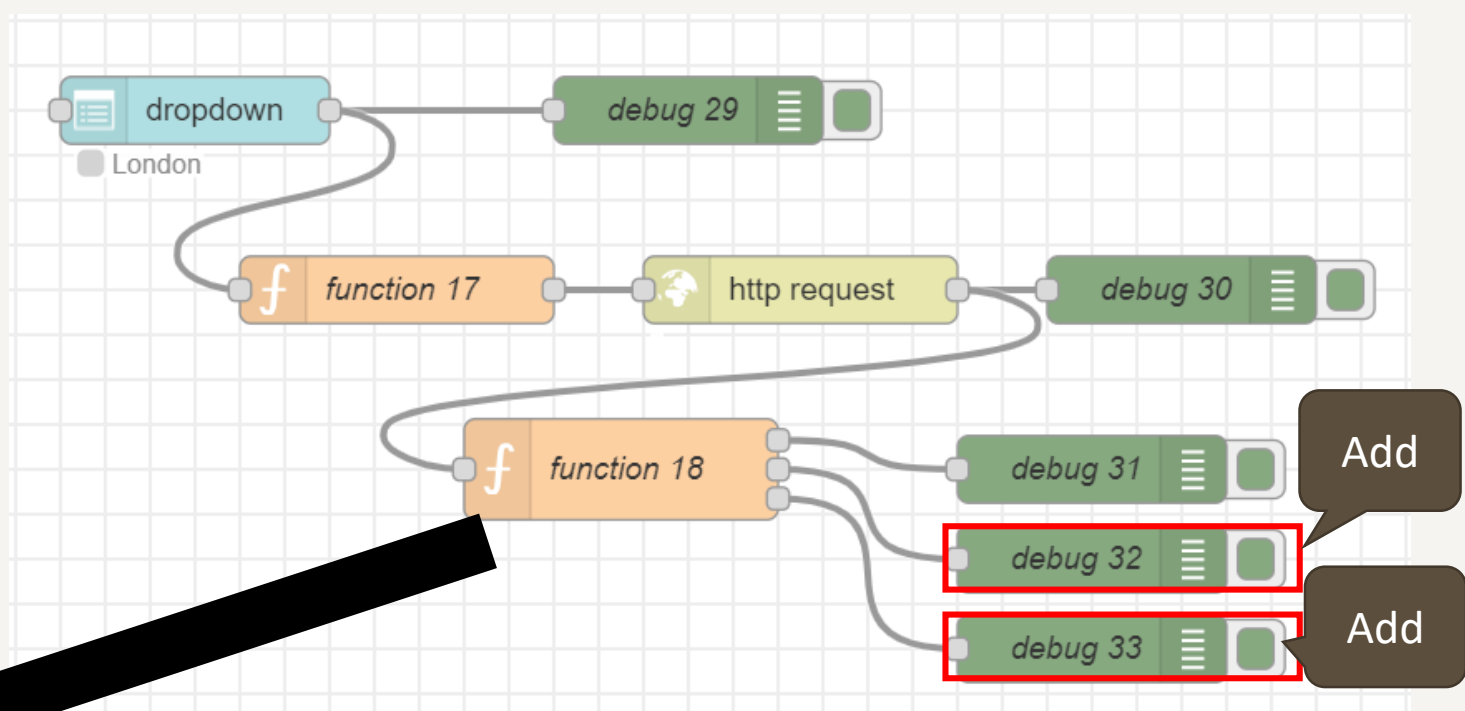 dropdown
debug 29
London
function 17
http request
debug 30
Add
function 18
debug 31
debug 32
Add
debug 33